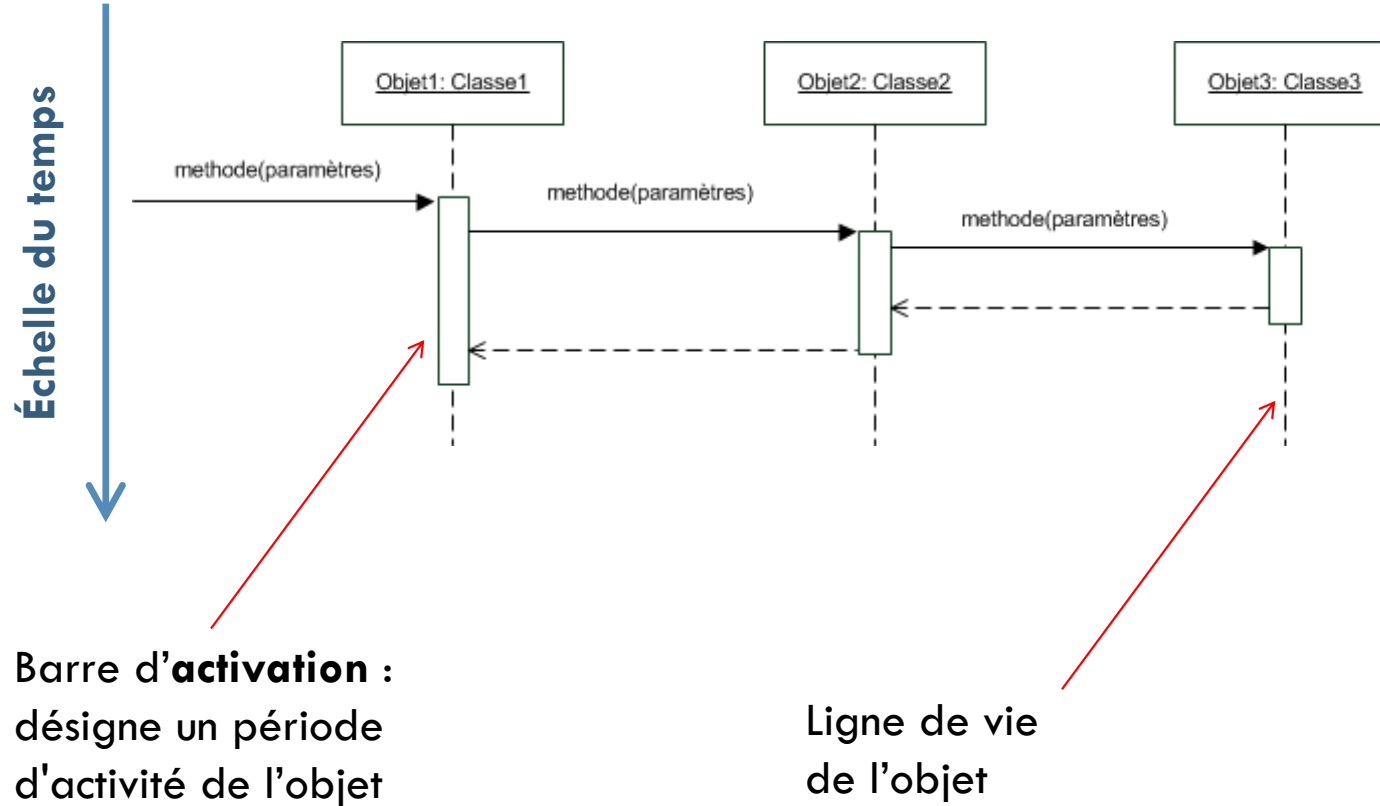 Échelle du temps
Objet1: Classe1
Objet2: Classe2
Objet3: Classe3
methode(paramètres)
methode(paramètres)
methode(paramètres)
Barre d’activation :
désigne un période
d'activité de l’objet
Ligne de vie
de l’objet